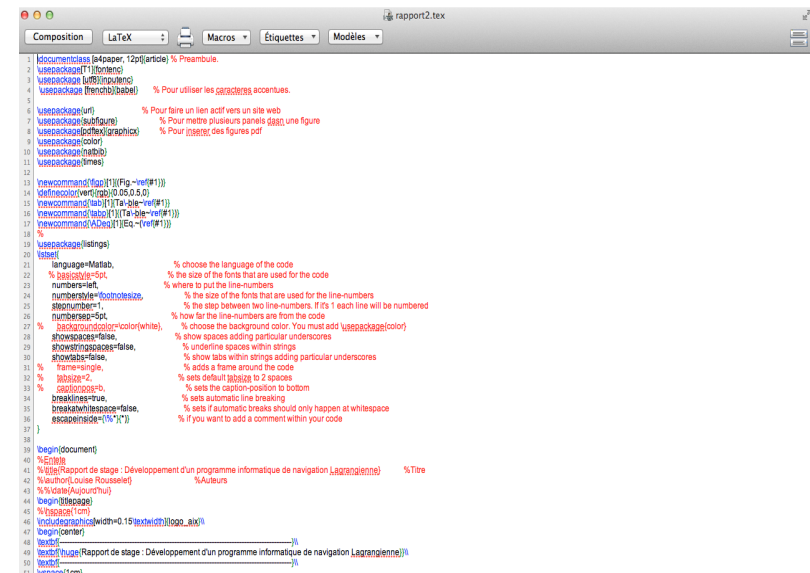 rapport2.tex
Composition LaTeX Macros Étiquettes Modèles
1 \documentclass [a4paper, 12pt]{article} % Preambule.
2 \usepackage[T1]{fontenc}
3 \usepackage [utf8]{inputenc}
4 \usepackage [frenchb]{babel} % Pour utiliser les caracteres accentues.
5
6 \usepackage{url} % Pour faire un lien actif vers un site web
7 \usepackage{subfigure} % Pour mettre plusieurs panels dasn une figure
8 \usepackage[pdftex]{graphicx} % Pour inserer des figures pdf
9 \usepackage{color}
10 \usepackage{natbib}
11 \usepackage{times}
12
13 \newcommand{\figp}[1]{(Fig.~\ref{#1})}
14 \definecolor{vert}{rgb}{0.05,0.5,0}
15 \newcommand{\tab}[1]{Ta\-ble~\ref{#1}}
16 \newcommand{\tabp}[1]{(Ta\-ble~\ref{#1})}
17 \newcommand{\ADeq}[1]{Eq.~(\ref{#1})}
18 %
19 \usepackage{listings}
20 \lstset{
21 language=Matlab, % choose the language of the code
22 % basicstyle=5pt, % the size of the fonts that are used for the code
23 numbers=left, % where to put the line-numbers
24 numberstyle=\footnotesize, % the size of the fonts that are used for the line-numbers
25 stepnumber=1, % the step between two line-numbers. If it's 1 each line will be numbered
26 numbersep=5pt, % how far the line-numbers are from the code
27 % backgroundcolor=\color{white}, % choose the background color. You must add \usepackage{color}
28 showspaces=false, % show spaces adding particular underscores
29 showstringspaces=false, % underline spaces within strings
30 showtabs=false, % show tabs within strings adding particular underscores
31 % frame=single, % adds a frame around the code
32 % tabsize=2, % sets default tabsize to 2 spaces
33 % captionpos=b, % sets the caption-position to bottom
34 breaklines=true, % sets automatic line breaking
35 breakatwhitespace=false, % sets if automatic breaks should only happen at whitespace
36 escapeinside={\%*}{*)} % if you want to add a comment within your code
37 }
38
39 \begin{document}
40 %Entete
41 %\title{Rapport de stage : Développement d'un programme informatique de navigation Lagrangienne} %Titre
42 %\author{Louise Rousselet} %Auteurs
43 %%\date{Aujourd'hui}
44 \begin{titlepage}
45 %\hspace{1cm}
46 \includegraphics[width=0.15\textwidth]{logo_aix}\\
47 \begin{center}
48 \textbf{-----------------------------------------------------------------------}\\
49 \textbf{\huge{Rapport de stage : Développement d'un programme informatique de navigation Lagrangienne}}\\
50 \textbf{-----------------------------------------------------------------------}\\
51 \vspace{1cm}